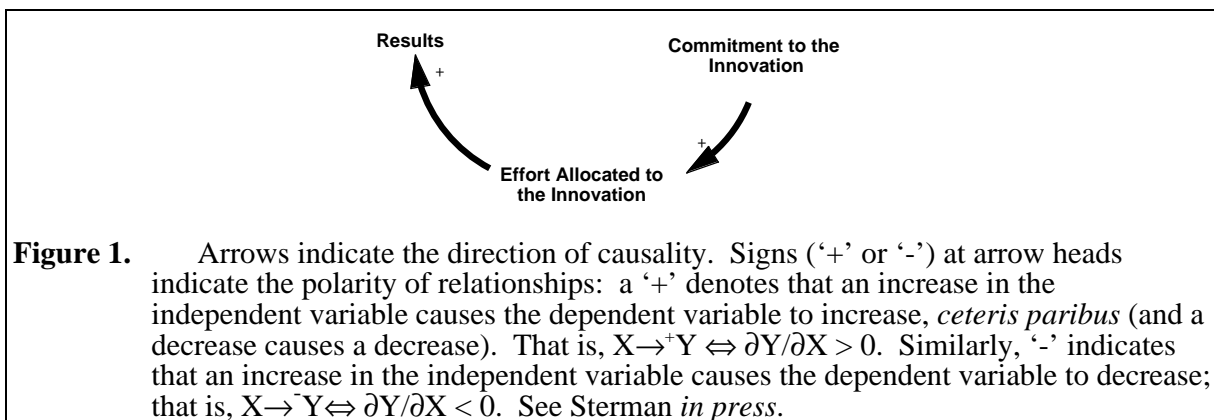 Results
+
Commitment to the
Innovation
+
Effort Allocated to
the Innovation
Figure 1. Arrows indicate the direction of causality. Signs (‘+’ or ‘-’) at arrow heads
indicate the polarity of relationships: a ‘+’ denotes that an increase in the
independent variable causes the dependent variable to increase, ceteris paribus (and a
decrease causes a decrease). That is, X→⁺Y ⇔ ∂Y/∂X > 0. Similarly, ‘-’ indicates
that an increase in the independent variable causes the dependent variable to decrease;
that is, X→⁻Y⇔ ∂Y/∂X < 0. See Sterman in press.